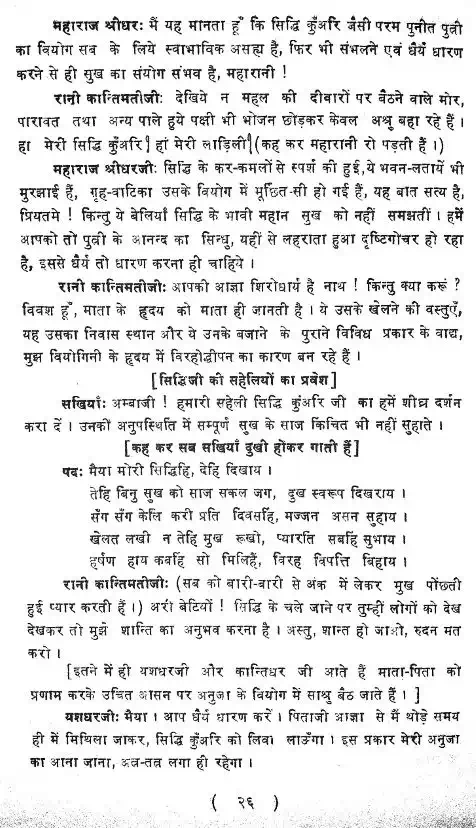 महाराज श्रीधरः मैं यह मानता हूँ कि सिद्धि कुँअरि जैसी परम पुनीत पुत्री
का वियोग सब के लिये स्वाभाविक असह्य है, फिर भी संभलने एवं धैर्य धारण
करने से ही सुख का संयोग संभव है, महारानी !
रानी कान्तिमतीजीः देखिये न महल की दीवारों पर बैठने वाले मोर,
पारावत तथा अन्य पाले हुये पक्षी भी भोजन छोड़कर केवल अश्रु बहा रहे हैं ।
हा मेरी सिद्धि कुँअरि ! हां मेरी लाड़िली ! (कह कर महारानी रो पड़ती हैं ।)
महाराज श्रीधरजीः सिद्धि के कर-कमलों से स्पर्श की हुई, ये भवन-लतायें भी
मुरझाई हैं, गृह-वाटिका उसके वियोग में मूर्छित-सी हो गई हैं, यह बात सत्य है,
प्रियतमे ! किन्तु ये बेलियाँ सिद्धि के भावी महान सुख को नहीं समझतीं । हमें
आपको तो पुत्री के आनन्द का सिन्धु, यहीं से लहराता हुआ दृष्टिगोचर हो रहा
है, इससे धैर्य तो धारण करना ही चाहिये ।
रानी कान्तिमतीजीः आपकी आज्ञा शिरोधार्य है नाथ ! किन्तु क्या करूं ?
विवश हूँ, माता के हृदय को माता ही जानती है । ये उसके खेलने की वस्तुएँ,
यह उसका निवास स्थान और ये उनके बजाने के पुराने विविध प्रकार के वाद्य,
मुझ वियोगिनी के हृदय में विरहोद्दीपन का कारण बन रहे हैं ।
[सिद्धिजी की सहेलियों का प्रवेश]
सखियाँः अम्बाजी ! हमारी सहेली सिद्धि कुँअरि जी का हमें शीघ्र दर्शन
करा दें । उनकी अनुपस्थिति में सम्पूर्ण सुख के साज किंचित भी नहीं सुहाते ।
[कह कर सब सखियाँ दुखी होकर गाती हैं]
पदः मैया मोरी सिद्धिहिं, देहि दिखाय ।
तेहि बिनु सुख को साज सकल जग, दुख स्वरूप दिखराय ।
सँग सँग केलि करी प्रति दिवसहिं, मज्जन असन सुहाय ।
खेलत लखी न तेहि मुख रूखो, प्यारति सबहिं सुभाय ।
हर्षण हाय कबहिं सो मिलिहैं, विरह विपत्ति बिहाय ।
रानी कान्तिमतीजीः (सब को बारी-बारी से अंक में लेकर मुख पोंछती
हुई प्यार करती हैं ।) अरी बेटियों ! सिद्धि के चले जाने पर तुम्हीं लोगों को देख
देखकर तो मुझे शान्ति का अनुभव करना है । अस्तु, शान्त हो जाओ, रुदन मत
करो ।
[इतने में ही यशधरजी और कान्तिधर जी आते हैं माता-पिता को
प्रणाम करके उचित आसन पर अनुजा के वियोग में साश्रु बैठ जाते हैं । ]
यशधरजीः मैया ! आप धैर्य धारण करें । पिताजी आज्ञा से मैं थोड़े समय
ही में मिथिला जाकर, सिद्धि कुँअरि को लिवा लाऊँगा । इस प्रकार मेरी अनुजा
का आना जाना, अत्र-तत्र लगा ही रहेगा ।
( २६ )